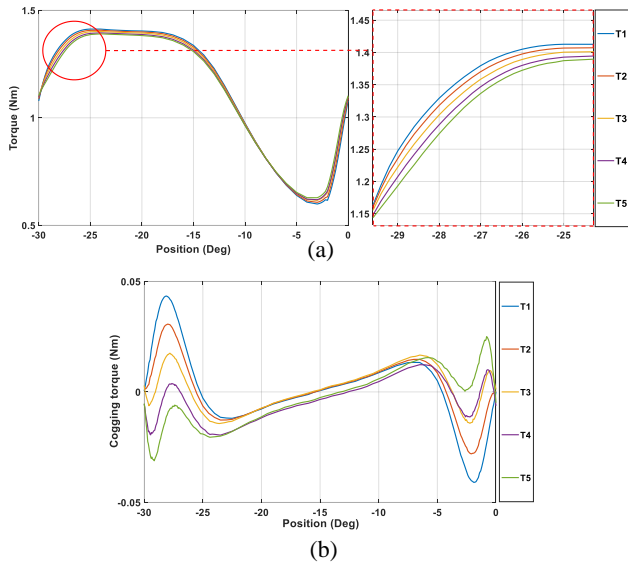 1.5
1
0.5
Torque (Nm)
-30
-25
-20
-15
-10
-5
0
Position (Deg)
1.45
1.4
1.35
1.3
1.25
1.2
1.15
-29
-28
-27
-26
-25
T1
T2
T3
T4
T5
(a)
0.05
0
-0.05
Cogging torque (Nm)
-30
-25
-20
-15
-10
-5
0
Position (Deg)
T1
T2
T3
T4
T5
(b)